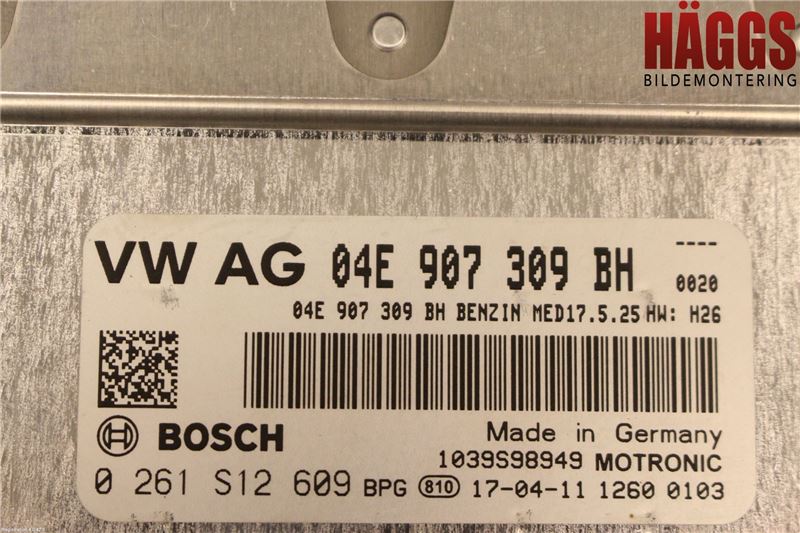 HÄGGS
BILDEMONTERING
VW AG 04E 907 309 BH ----
0020
04E 907 309 BH BENZIN MED17.5.25 HW: H26
BOSCH
Made in Germany
1039S98949 MOTRONIC
0 261 S12 609 BPG 810 17-04-11 1260 0103